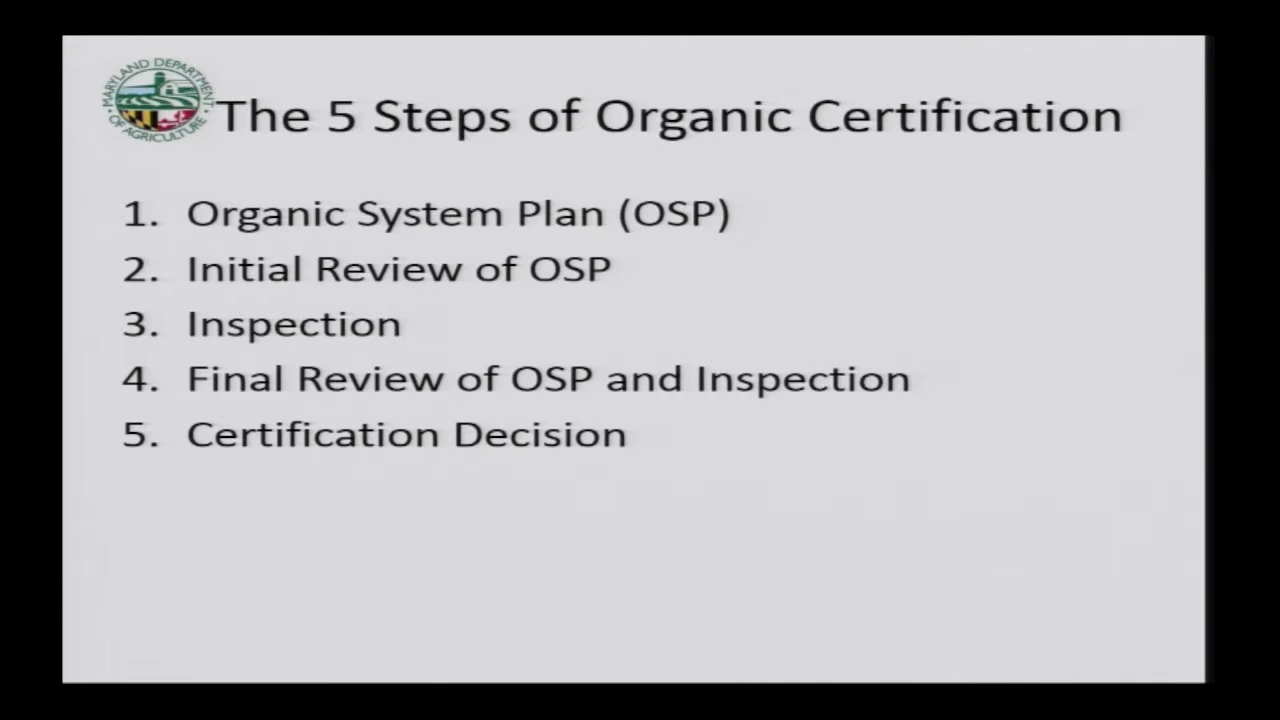 MARYLAND DEPARTMENT
OF AGRICULTURE
The 5 Steps of Organic Certification
1. Organic System Plan (OSP)
2. Initial Review of OSP
3. Inspection
4. Final Review of OSP and Inspection
5. Certification Decision